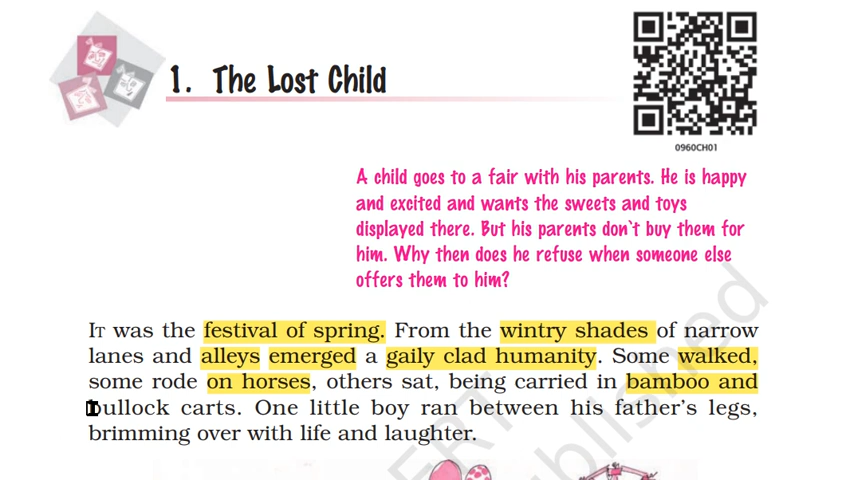 1. The Lost Child
0960CH01
A child goes to a fair with his parents. He is happy
and excited and wants the sweets and toys
displayed there. But his parents don`t buy them for
him. Why then does he refuse when someone else
offers them to him?
IT was the festival of spring. From the wintry shades of narrow
lanes and alleys emerged a gaily clad humanity. Some walked,
some rode on horses, others sat, being carried in bamboo and
bullock carts. One little boy ran between his father's legs,
brimming over with life and laughter.